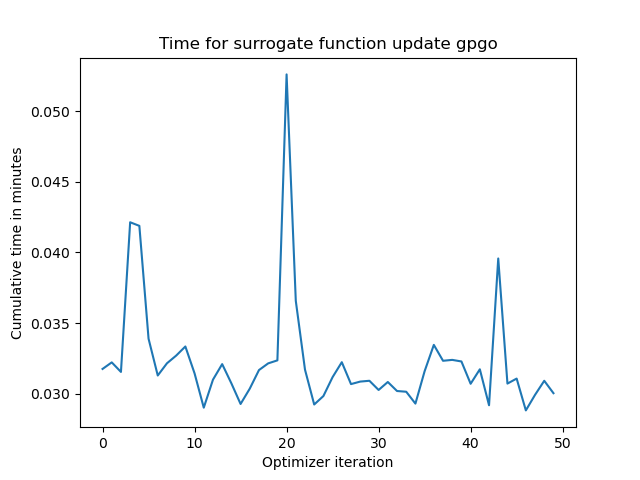 Time for surrogate function update gpgo
Cumulative time in minutes
0.050
0.045
0.040
0.035
0.030
0 10 20 30 40 50
Optimizer iteration